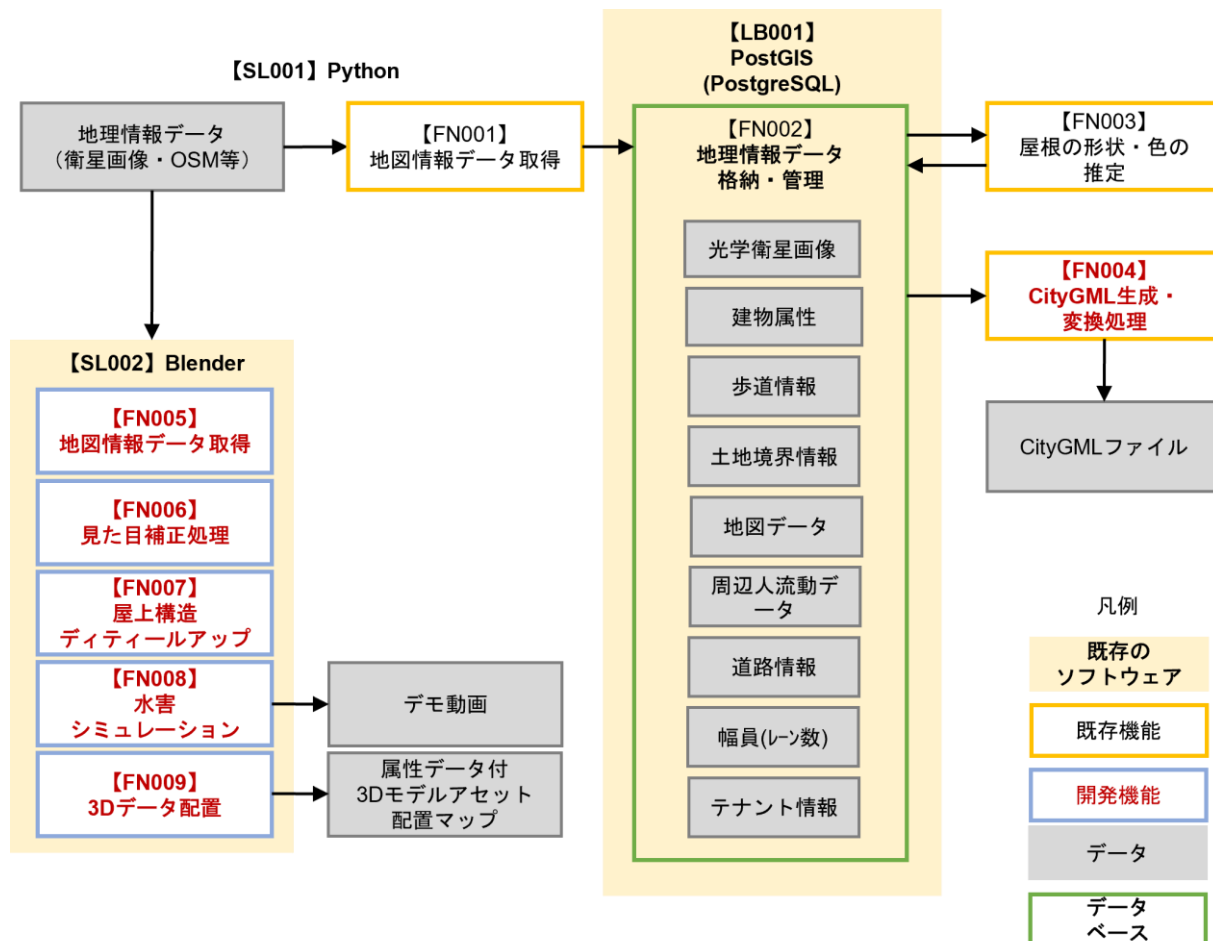 【SL001】Python
地理情報データ
（衛星画像・OSM等）
【FN001】
地図情報データ取得
【LB001】
PostGIS
(PostgreSQL)
【FN002】
地理情報データ
格納・管理
光学衛星画像
建物属性
歩道情報
土地境界情報
地図データ
周辺人流動デ
ータ
道路情報
幅員(ﾚｰﾝ数)
テナント情報
【FN003】
屋根の形状・色の
推定
【FN004】
CityGML生成・
変換処理
CityGMLファイル
【SL002】Blender
【FN005】
地図情報データ取得
【FN006】
見た目補正処理
【FN007】
屋上構造
ディティールアップ
【FN008】
水害
シミュレーション
【FN009】
3Dデータ配置
デモ動画
属性データ付
3Dモデルアセット
配置マップ
凡例
既存の
ソフトウェア
既存機能
開発機能
データ
データ
ベース